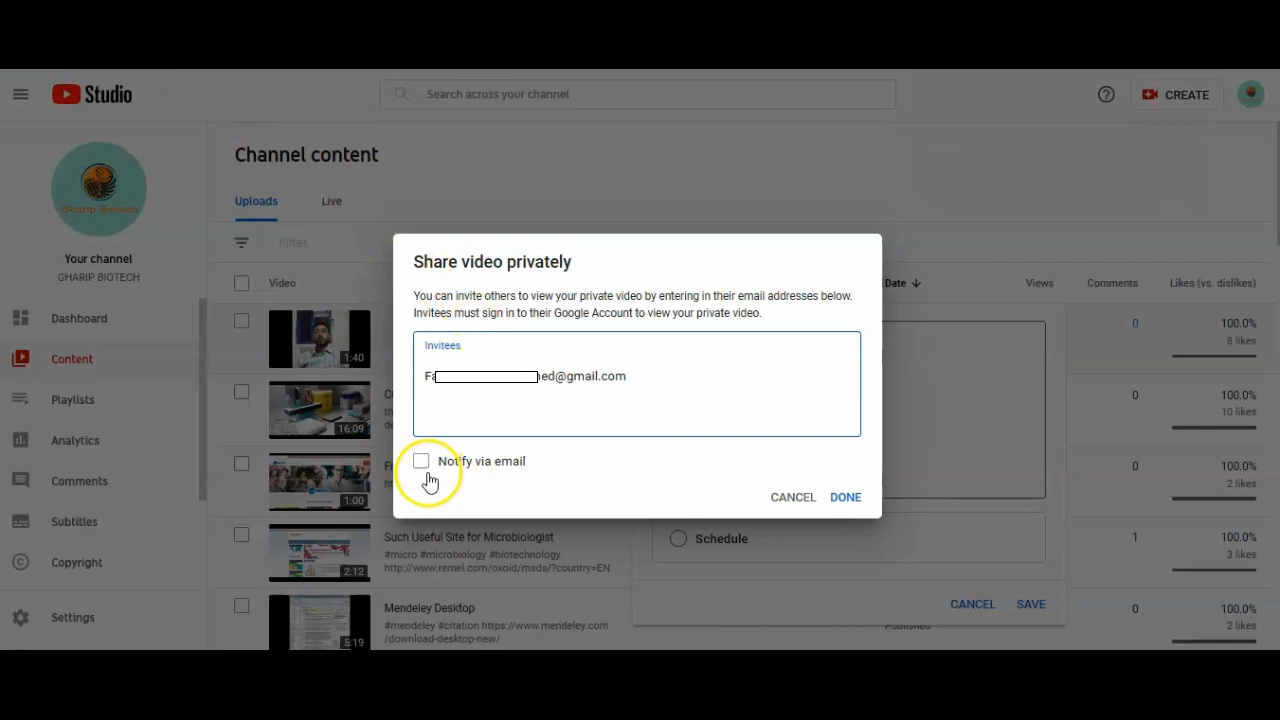 Studio
Search across your channel
CREATE
Gharip Biotech
Your channel
GHARIP BIOTECH
Dashboard
Content
Playlists
Analytics
Comments
Subtitles
Copyright
Settings
Channel content
Uploads
Live
Filter
Video
Date
Views
Comments
Likes (vs. dislikes)
1:40
0
100.0%
8 likes
16:09
0
100.0%
10 likes
1:00
0
100.0%
2 likes
Such Useful Site for Microbiologist
#micro #microbiology #biotechnology
http://www.remel.com/oxoid/msds/?country=EN
2:12
1
100.0%
3 likes
Mendeley Desktop
#mendeley #citation https://www.mendeley.com
/download-desktop-new/
5:19
Published
0
100.0%
2 likes
Share video privately
You can invite others to view your private video by entering in their email addresses below.
Invitees must sign in to their Google Account to view your private video.
Invitees
Fa ed@gmail.com
Notify via email
CANCEL DONE
Schedule
CANCEL SAVE